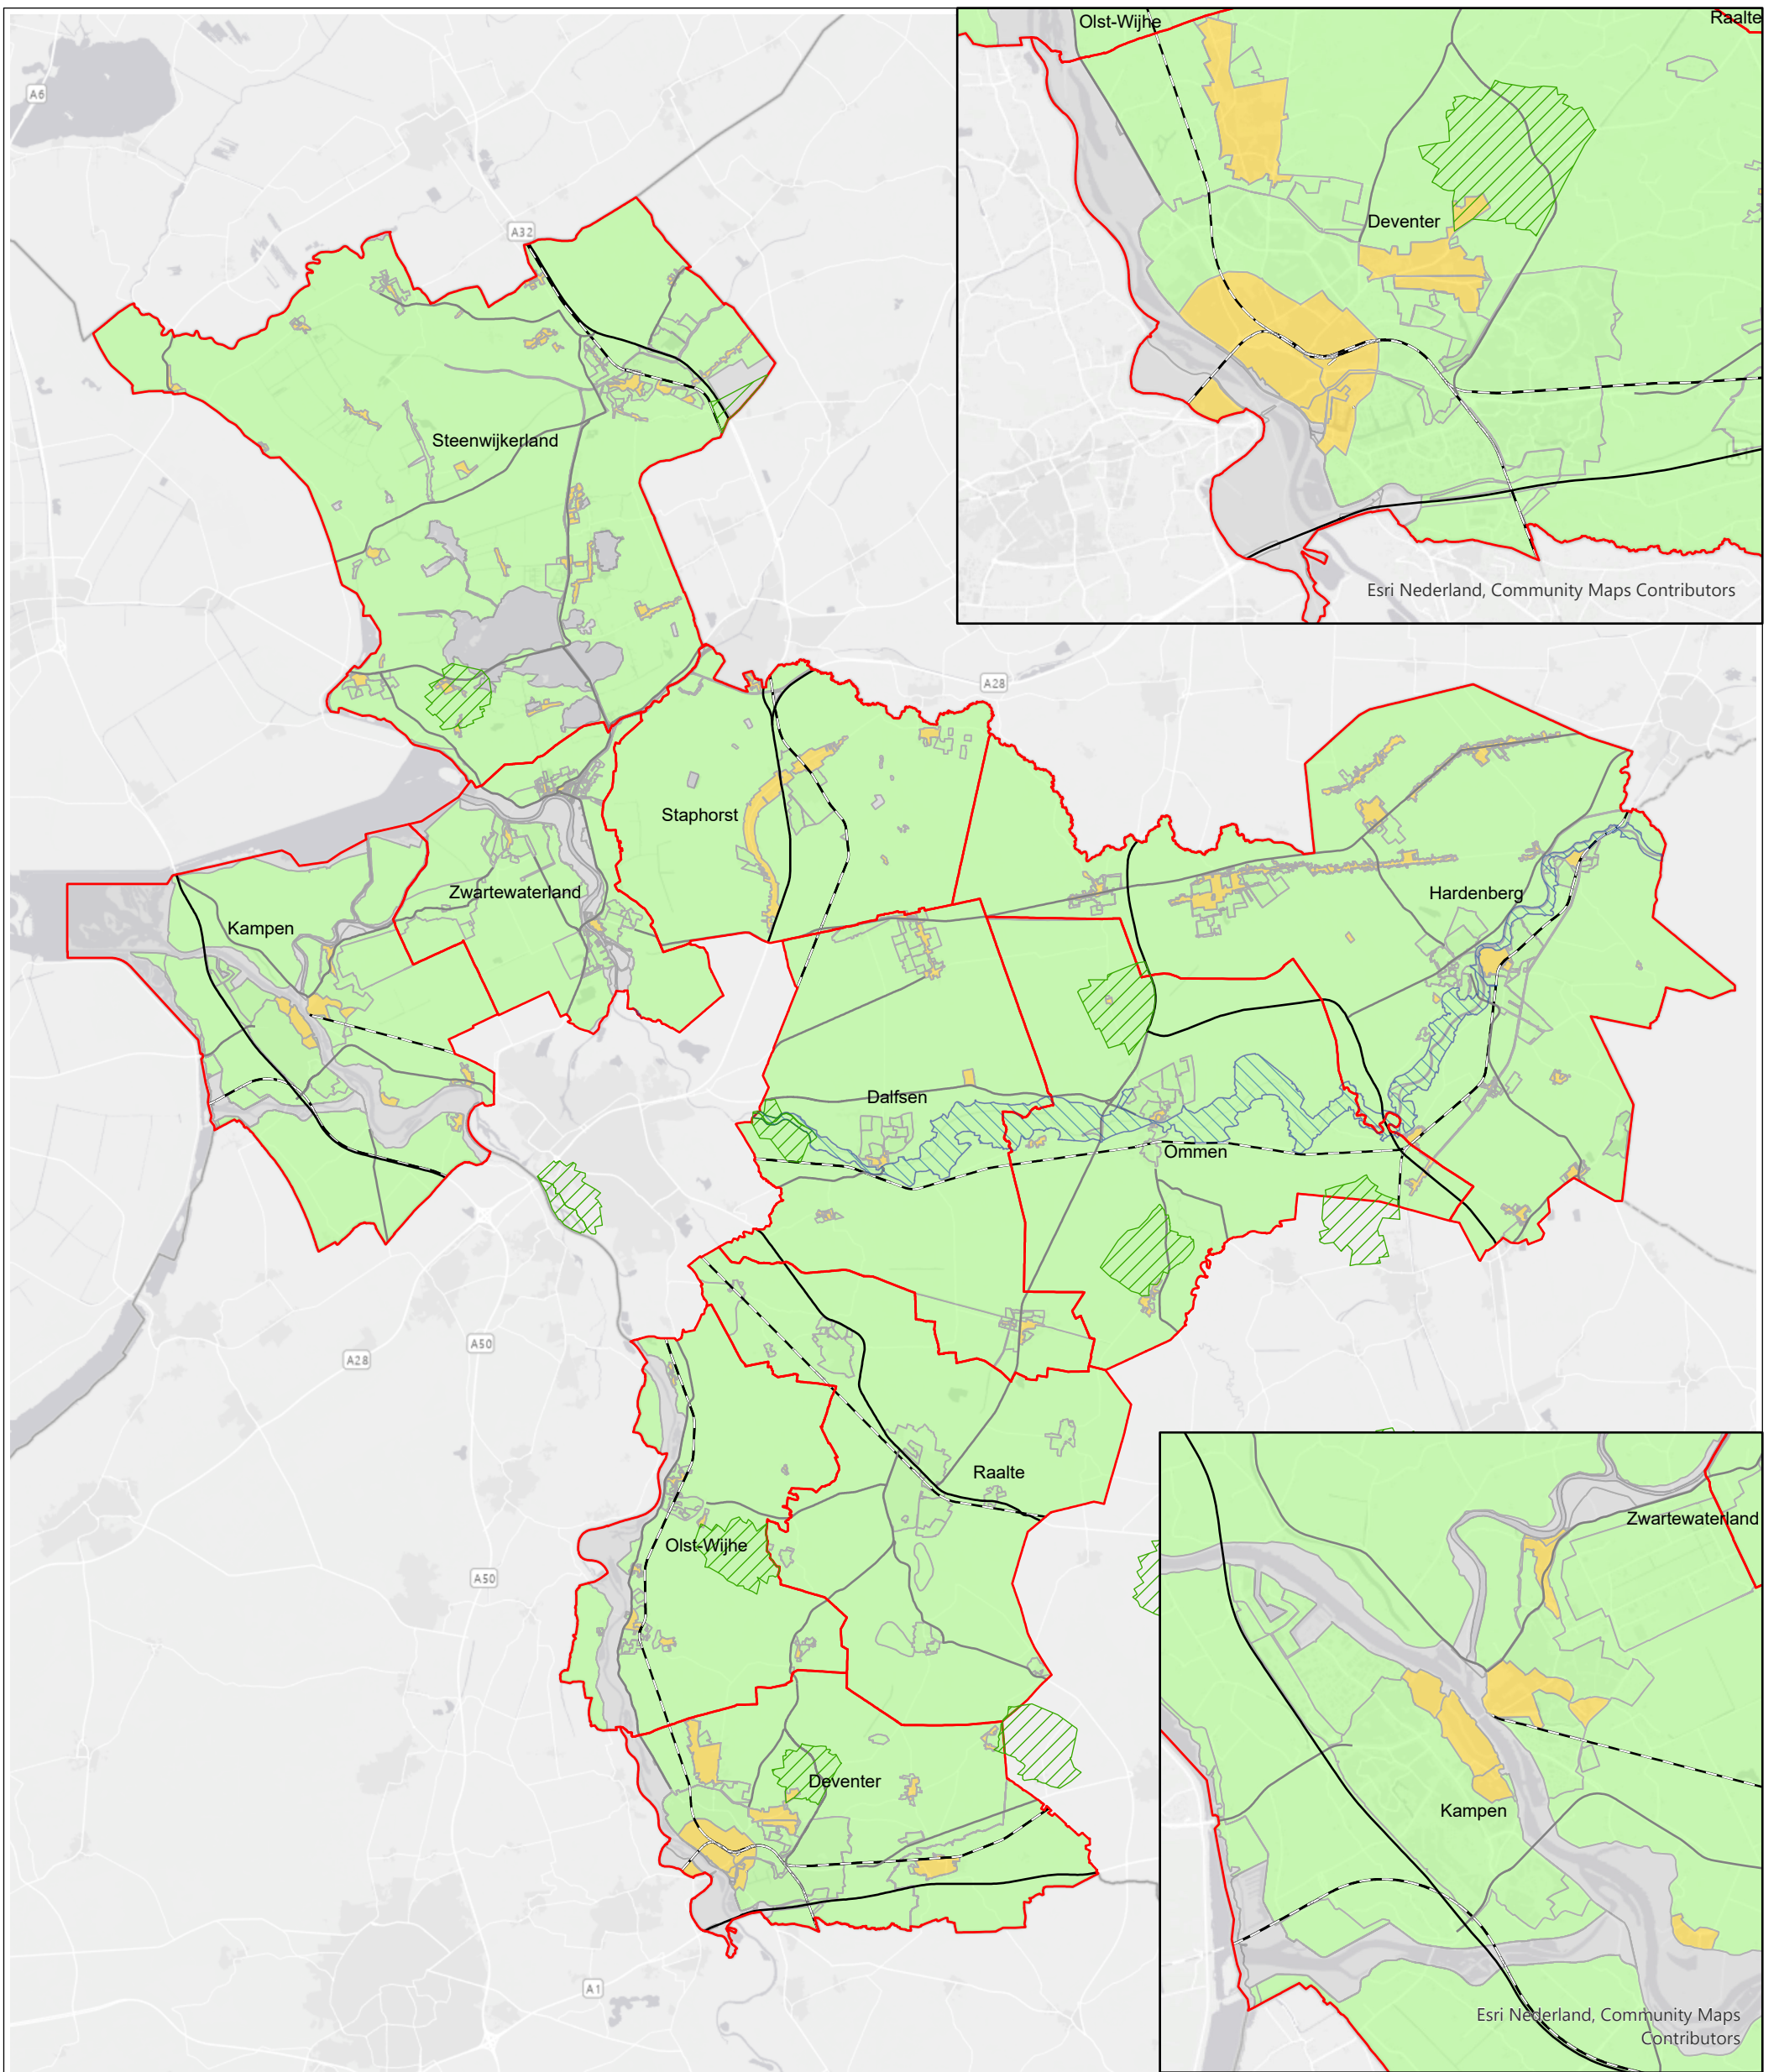 Olst-Wijhe
Raalte
A6
Deventer
A32
Steenwijkerland
Esri Nederland, Community Maps Contributors
A28
Staphorst
Zwartewaterland
Hardenberg
Kampen
Dalfsen
Ommen
A50
A28
Raalte
Zwartewaterland
Olst-Wijhe
A50
Deventer
Kampen
A1
Esri Nederland, Community Maps
Contributors